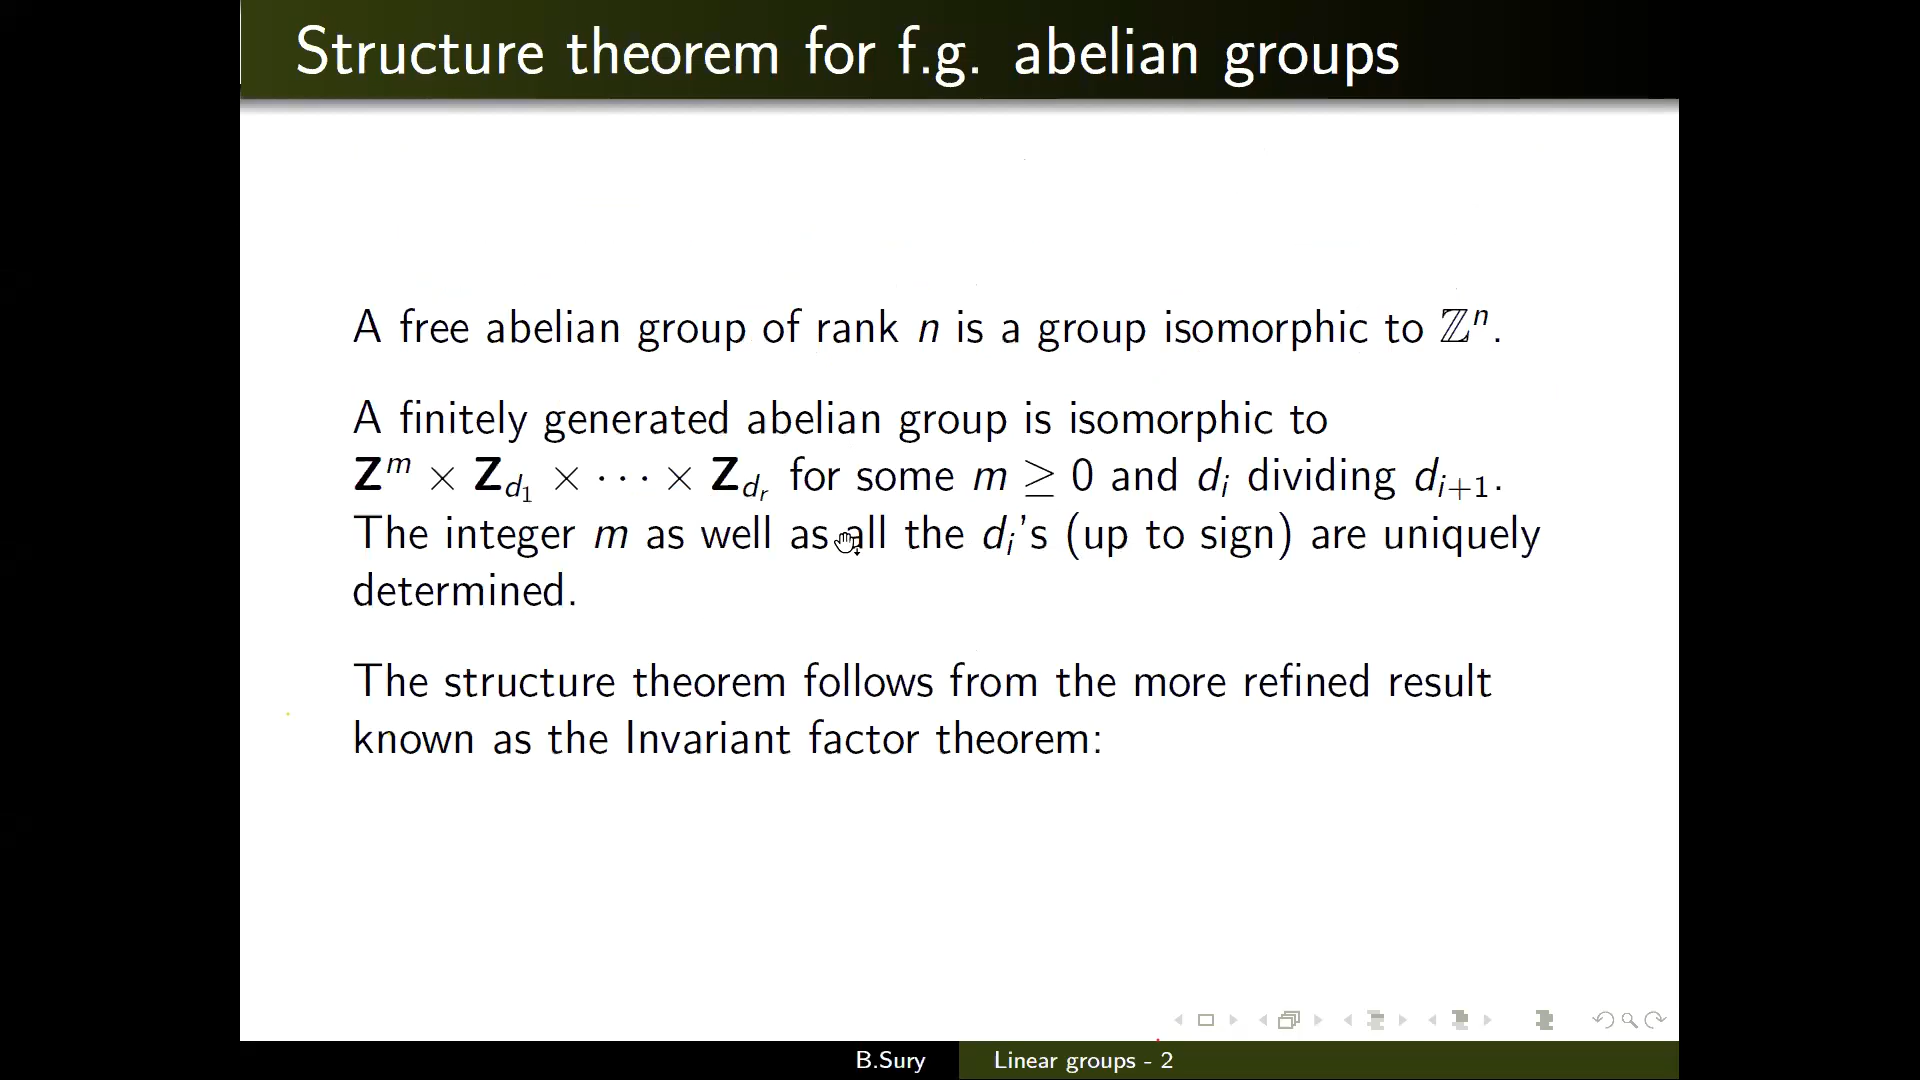 Structure theorem for f.g. abelian groups
A free abelian group of rank n is a group isomorphic to ℤⁿ.
A finitely generated abelian group is isomorphic to
𝗭ᵐ × 𝗭_{d₁} × ··· × 𝗭_{dᵣ} for some m ≥ 0 and dᵢ dividing dᵢ₊₁.
The integer m as well as all the dᵢ's (up to sign) are uniquely
determined.
The structure theorem follows from the more refined result
known as the Invariant factor theorem:
B.Sury Linear groups - 2